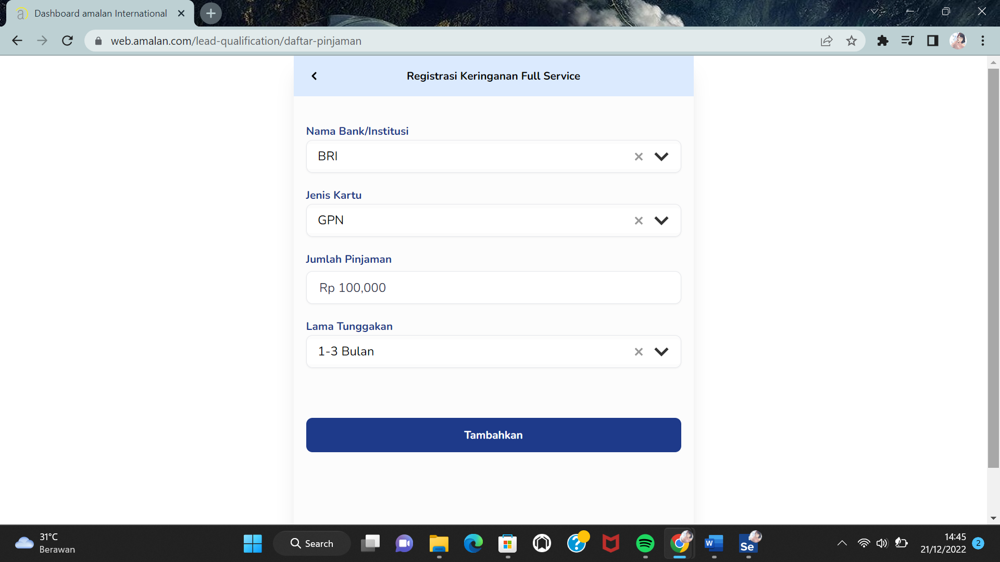 Dashboard amalan International
web.amalan.com/lead-qualification/daftar-pinjaman
Registrasi Keringanan Full Service
Nama Bank/Institusi
BRI
Jenis Kartu
GPN
Jumlah Pinjaman
Rp 100,000
Lama Tunggakan
1-3 Bulan
Tambahkan
31°C
Berawan
Search
W
Se
14:45
21/12/2022
2